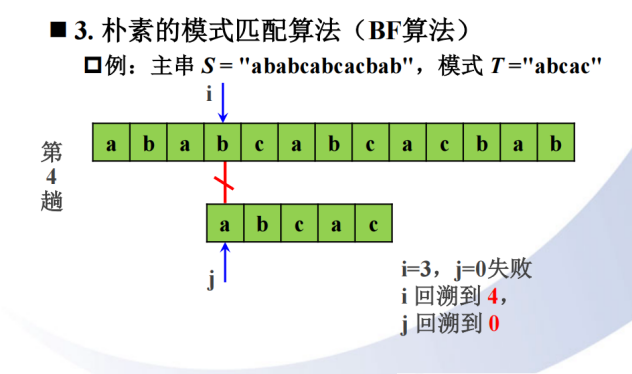 ■ 3. 朴素的模式匹配算法（BF算法）
例：主串 S = "ababcabcacbab"，模式 T ="abcac"
i
a b a b c a b c a c b a b
第
4
趟
a b c a c
j
i=3，j=0失败
i 回溯到 4，
j 回溯到 0